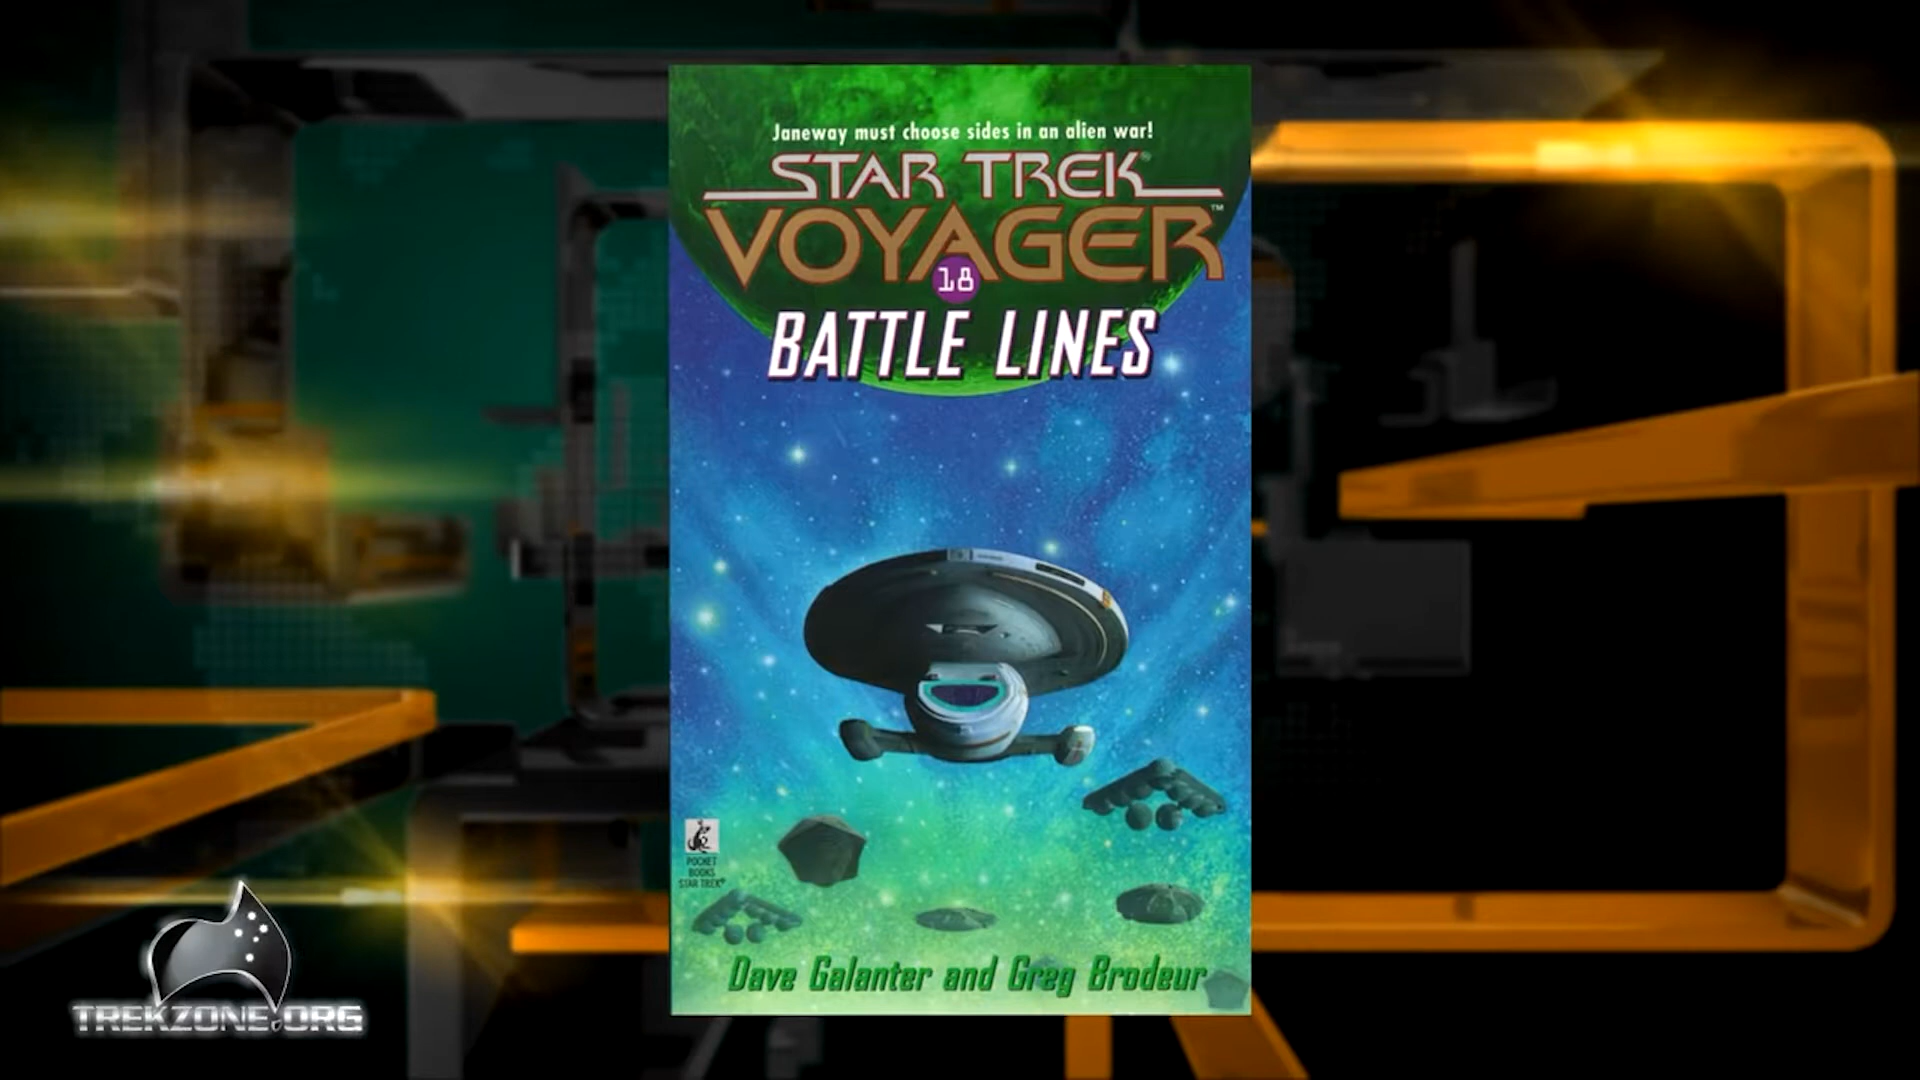 Janeway must choose sides in an alien war!
STAR TREK®
VOYAGER™
18
BATTLE LINES
POCKET
BOOKS
STAR TREK®
Dave Galanter and Greg Brodeur
TREKZONE.ORG